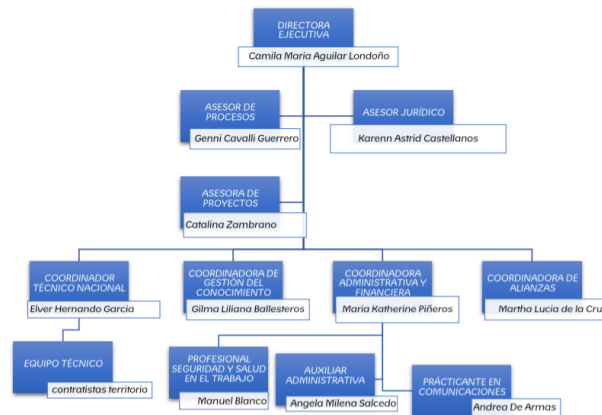 DIRECTORA
EJECUTIVA
Camila Maria Aguilar Londoño
ASESOR DE
PROCESOS
Genni Cavalli Guerrero
ASESOR JURÍDICO
Karenn Astrid Castellanos
ASESORA DE
PROYECTOS
Catalina Zambrano
COORDINADOR
TÉCNICO NACIONAL
Elver Hernando Garcia
COORDINADORA DE
GESTIÓN DEL
CONOCIMIENTO
Gilma Liliana Ballesteros
COORDINADORA
ADMINISTRATIVA Y
FINANCIERA
Maria Katherine Piñeros
COORDINADORA DE
ALIANZAS
Martha Lucia de la Cru
EQUIPO TÉCNICO
contratistas territorio
PROFESIONAL
SEGURIDAD Y SALUD
EN EL TRABAJO
Manuel Blanco
AUXILIAR
ADMINISTRATIVA
Angela Milena Salcedo
PRÁCTICANTE EN
COMUNICACIONES
Andrea De Armas